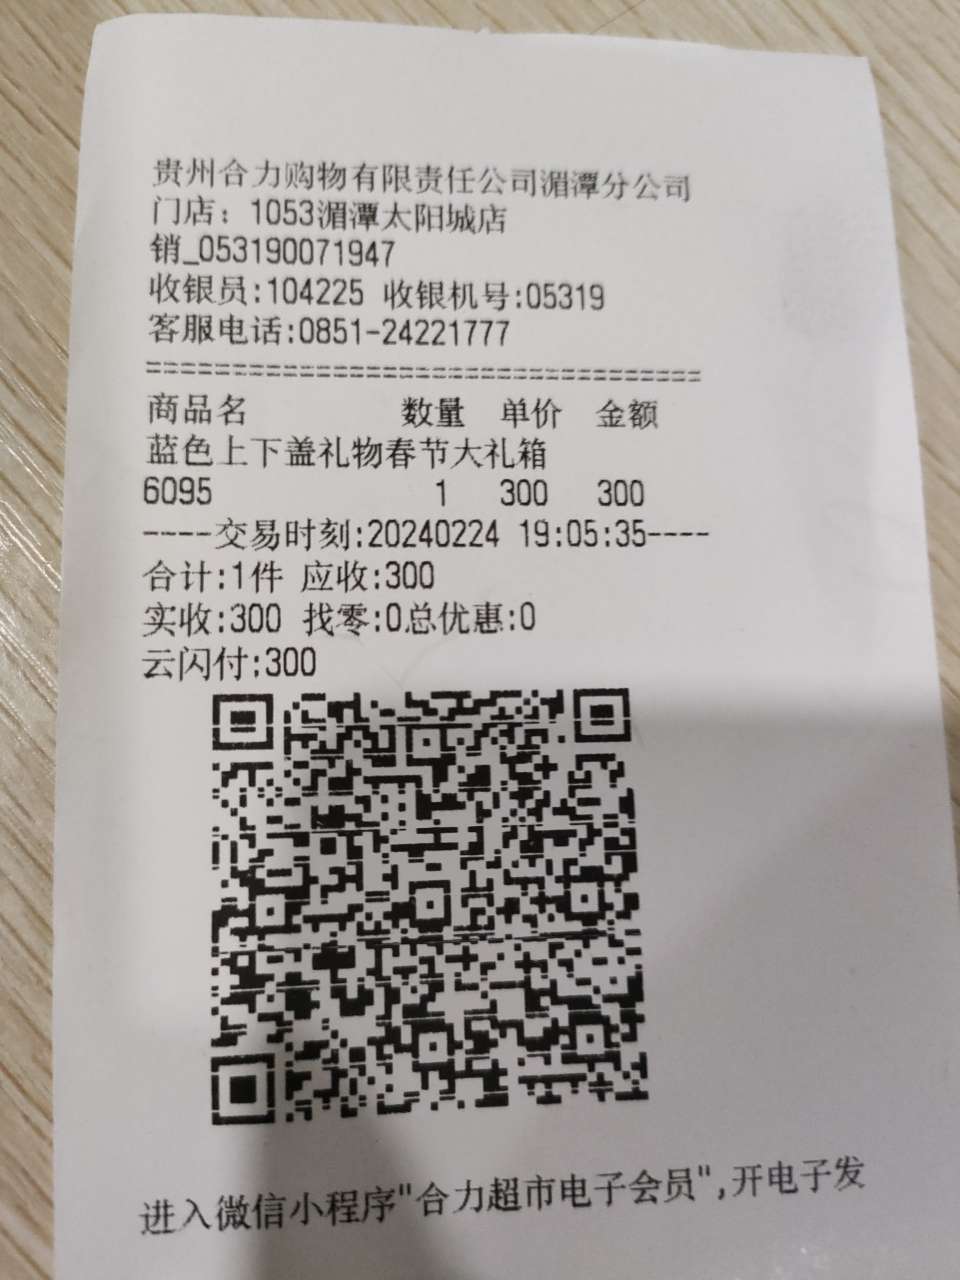 贵州合力购物有限责任公司湄潭分公司
门店：1053湄潭太阳城店
销_053190071947
收银员:104225 收银机号:05319
客服电话:0851-24221777
==================================
商品名 数量 单价 金额
蓝色上下盖礼物春节大礼箱
6095 1 300 300
----交易时刻:20240224 19:05:35----
合计:1件 应收:300
实收:300 找零:0总优惠:0
云闪付:300
进入微信小程序"合力超市电子会员",开电子发